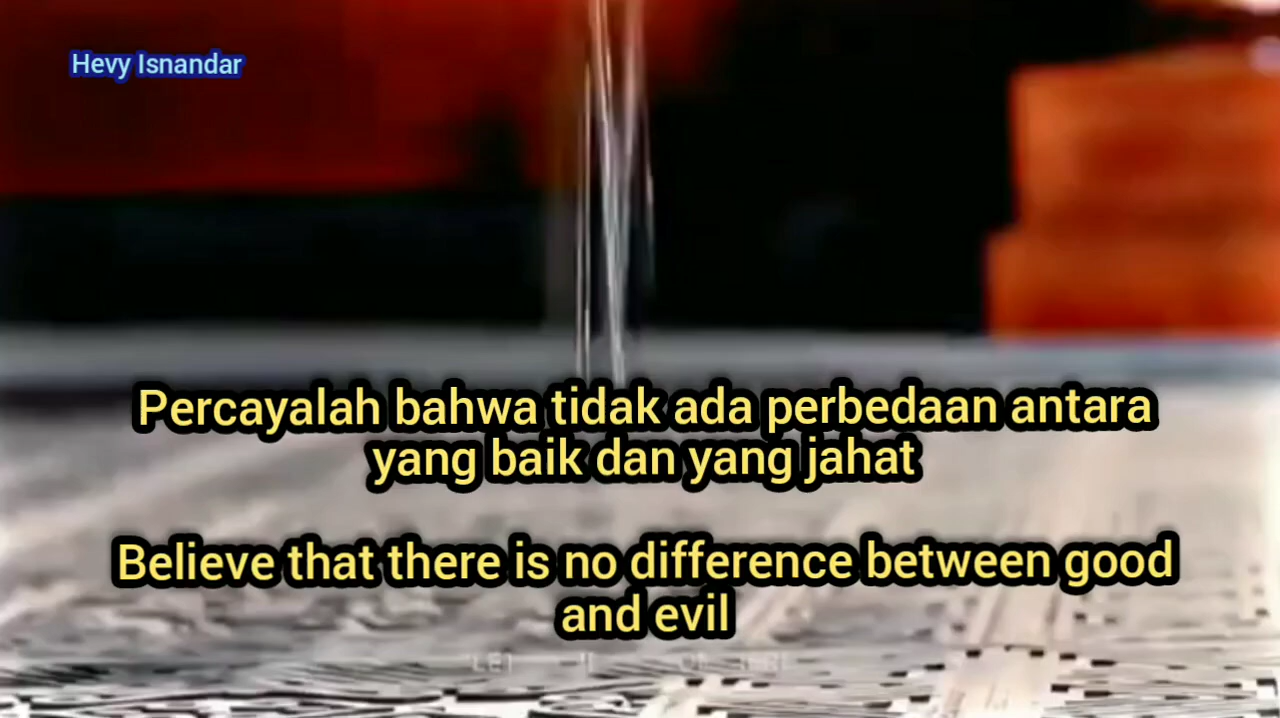 Hevy Isnandar
Percayalah bahwa tidak ada perbedaan antara
yang baik dan yang jahat
Believe that there is no difference between good
and evil